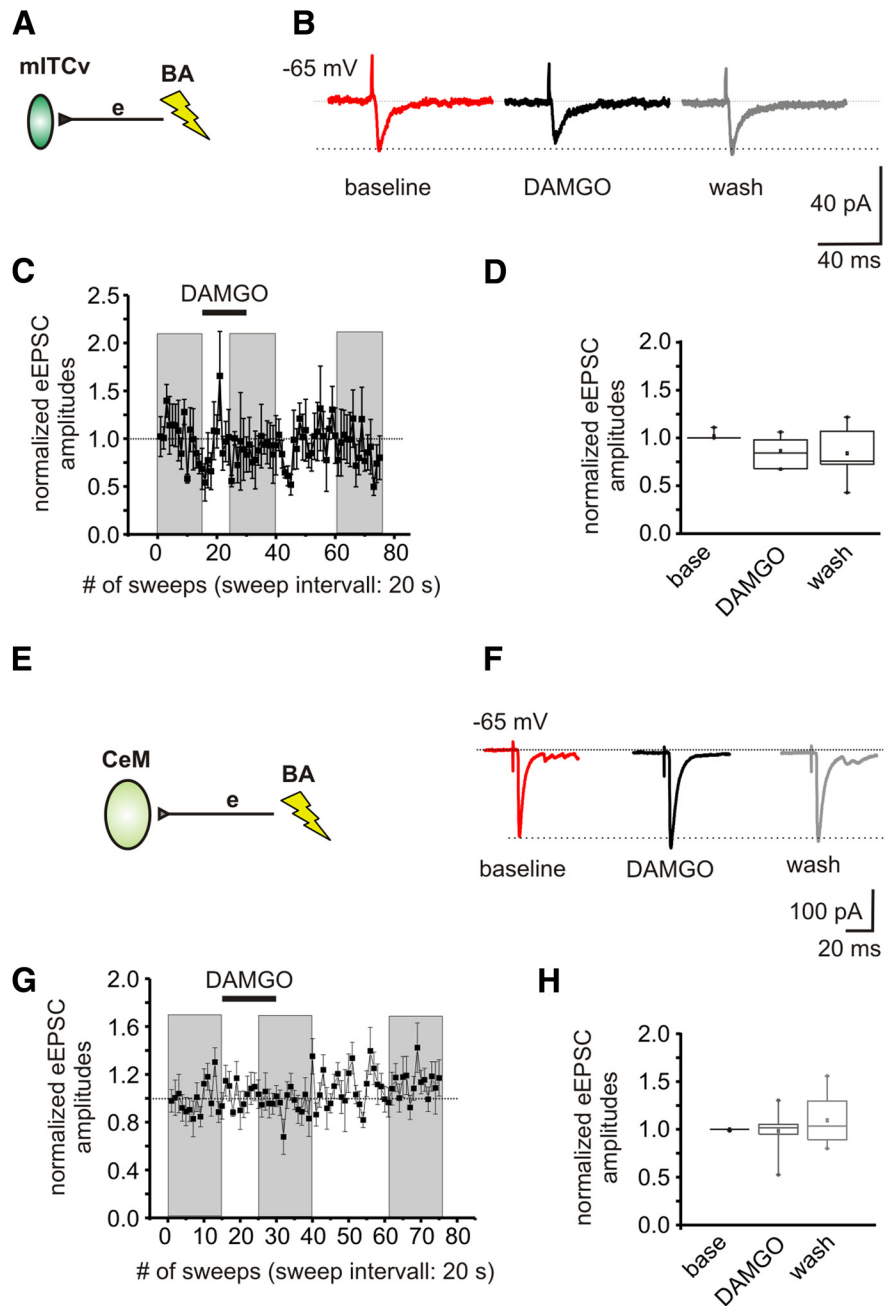 A
mITCv
BA
e
B
-65 mV
baseline
DAMGO
wash
40 pA
40 ms
C
DAMGO
normalized eEPSC
amplitudes
2.5
2.0
1.5
1.0
0.5
0.0
0 20 40 60 80
# of sweeps (sweep intervall: 20 s)
D
normalized eEPSC
amplitudes
2.0
1.5
1.0
0.5
0.0
base
DAMGO
wash
E
CeM
BA
e
F
-65 mV
baseline
DAMGO
wash
100 pA
20 ms
G
DAMGO
normalized eEPSC
amplitudes
2.0
1.6
1.2
0.8
0.4
0.0
0 10 20 30 40 50 60 70 80
# of sweeps (sweep intervall: 20 s)
H
normalized eEPSC
amplitudes
2.0
1.5
1.0
0.5
0.0
base
DAMGO
wash